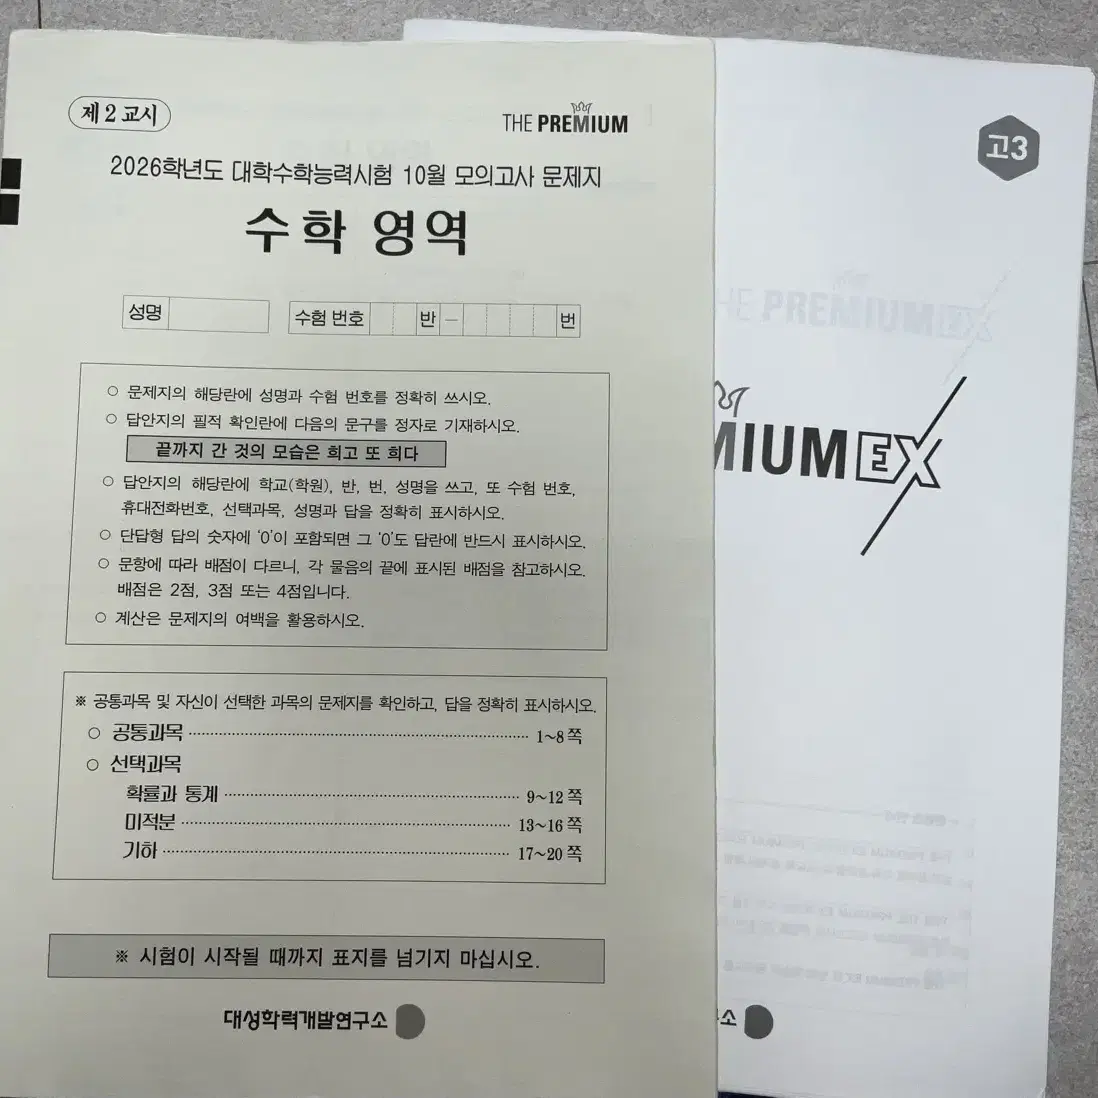 제 2 교시
THE PREMIUM
2026학년도 대학수학능력시험 10월 모의고사 문제지
수학 영역
성명
수험 번호 반 – 번
○ 문제지의 해당란에 성명과 수험 번호를 정확히 쓰시오.
○ 답안지의 필적 확인란에 다음의 문구를 정자로 기재하시오.
끝까지 간 것의 모습은 희고 또 희다
○ 답안지의 해당란에 학교(학원), 반, 번, 성명을 쓰고, 또 수험 번호,
휴대전화번호, 선택과목, 성명과 답을 정확히 표시하시오.
○ 단답형 답의 숫자에 '0'이 포함되면 그 '0'도 답란에 반드시 표시하시오.
○ 문항에 따라 배점이 다르니, 각 물음의 끝에 표시된 배점을 참고하시오.
배점은 2점, 3점 또는 4점입니다.
○ 계산은 문제지의 여백을 활용하시오.
※ 공통과목 및 자신이 선택한 과목의 문제지를 확인하고, 답을 정확히 표시하시오.
○ 공통과목 1~8 쪽
○ 선택과목
확률과 통계 9~12 쪽
미적분 13~16 쪽
기하 17~20 쪽
※ 시험이 시작될 때까지 표지를 넘기지 마십시오.
대성학력개발연구소
고3
THE PREMIUM EX
MIUM EX
소